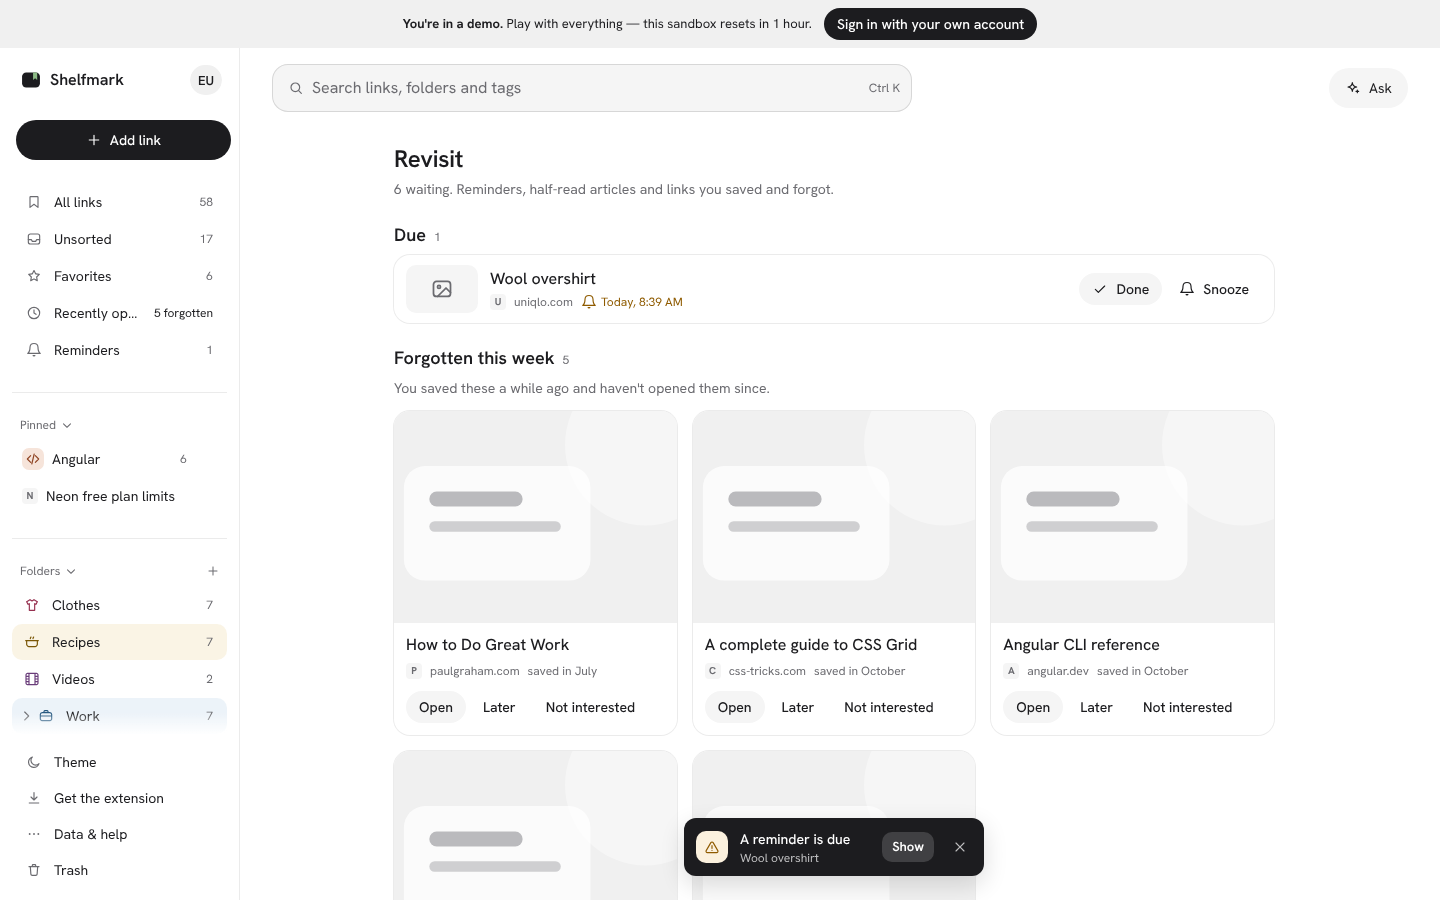 You're in a demo. Play with everything — this sandbox resets in 1 hour.
Sign in with your own account
Shelfmark
EU
Add link
All links 58
Unsorted 17
Favorites 6
Recently op... 5 forgotten
Reminders 1
Pinned
Angular 6
N Neon free plan limits
Folders
Clothes 7
Recipes 7
Videos 2
Work 7
Theme
Get the extension
Data & help
Trash
Search links, folders and tags Ctrl K
Ask
Revisit
6 waiting. Reminders, half-read articles and links you saved and forgot.
Due 1
Wool overshirt
U uniqlo.com Today, 8:39 AM
Done Snooze
Forgotten this week 5
You saved these a while ago and haven't opened them since.
How to Do Great Work
P paulgraham.com saved in July
Open Later Not interested
A complete guide to CSS Grid
C css-tricks.com saved in October
Open Later Not interested
Angular CLI reference
A angular.dev saved in October
Open Later Not interested
A reminder is due
Wool overshirt
Show